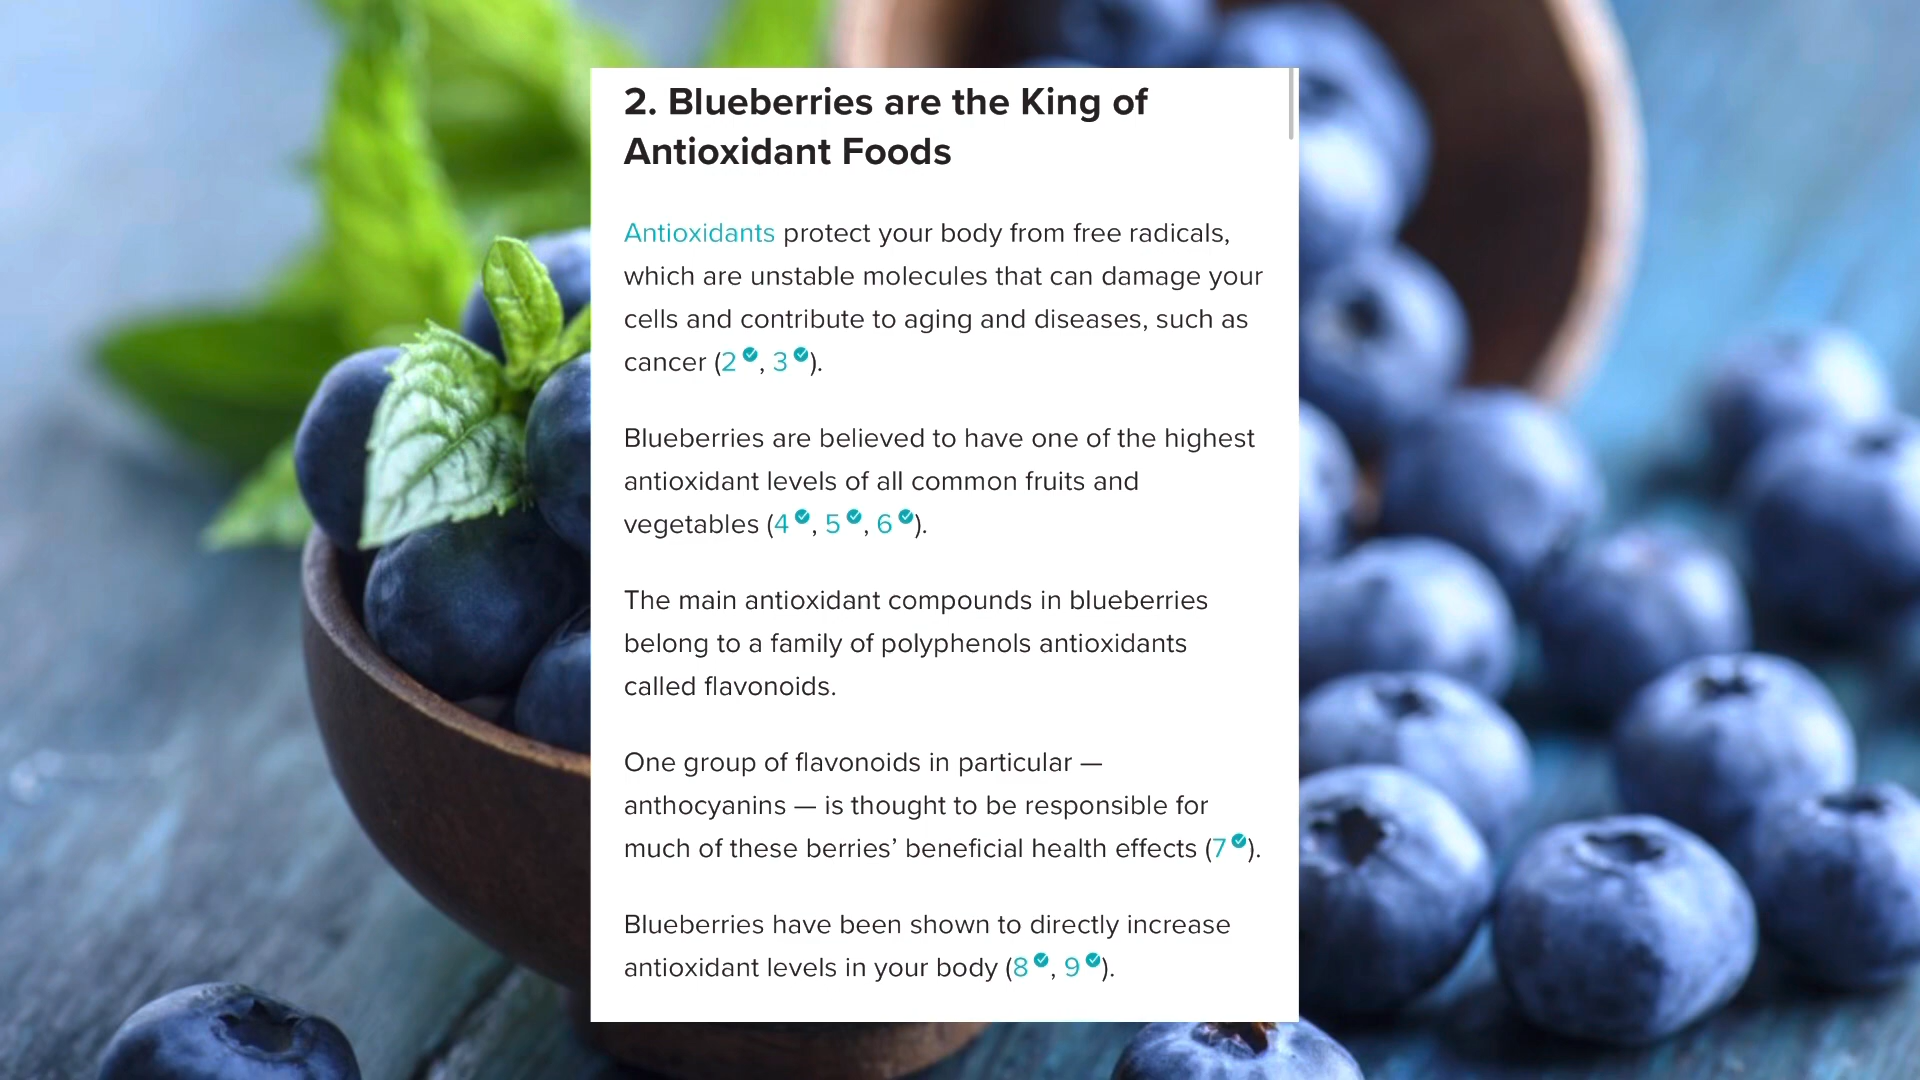 2. Blueberries are the King of
Antioxidant Foods
Antioxidants protect your body from free radicals,
which are unstable molecules that can damage your
cells and contribute to aging and diseases, such as
cancer (2, 3).
Blueberries are believed to have one of the highest
antioxidant levels of all common fruits and
vegetables (4, 5, 6).
The main antioxidant compounds in blueberries
belong to a family of polyphenols antioxidants
called flavonoids.
One group of flavonoids in particular —
anthocyanins — is thought to be responsible for
much of these berries’ beneficial health effects (7).
Blueberries have been shown to directly increase
antioxidant levels in your body (8, 9).